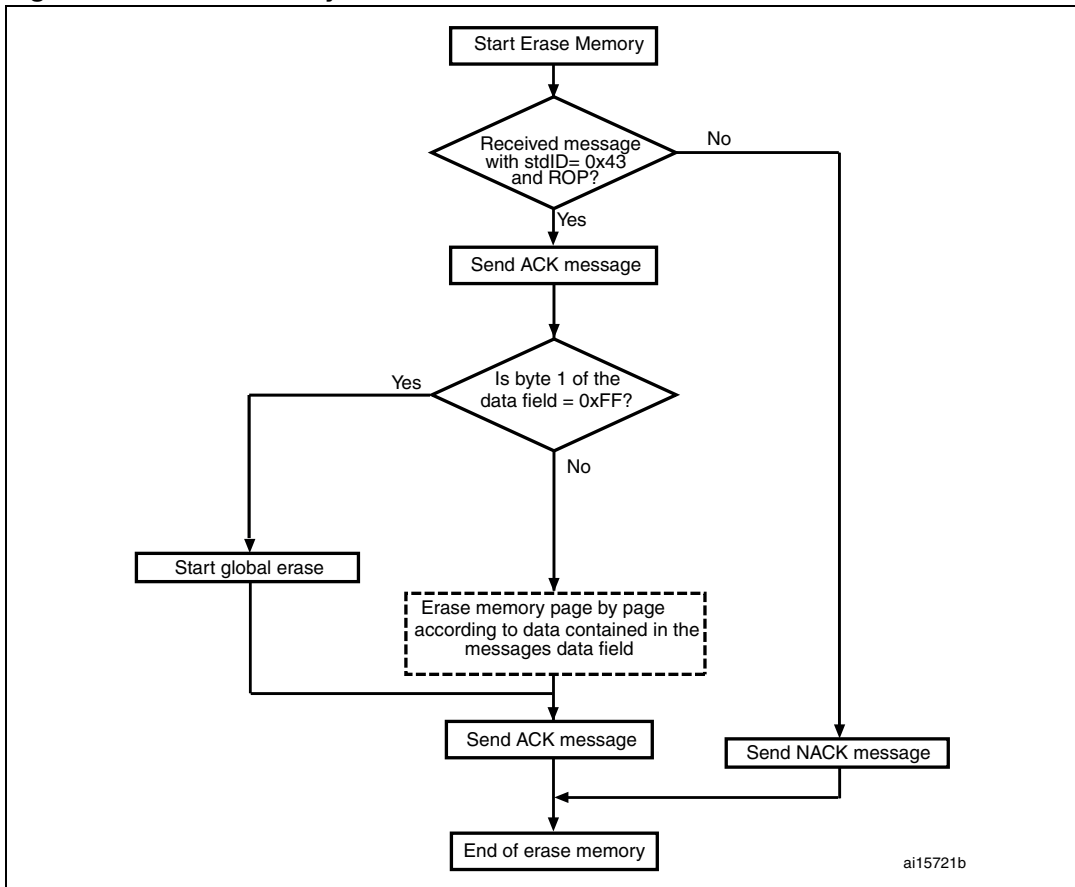 Start Erase Memory
Received message
with stdID= 0x43
and ROP?
No
Yes
Send ACK message
Is byte 1 of the
data field = 0xFF?
Yes
No
Start global erase
Erase memory page by page
according to data contained in the
messages data field
Send ACK message
Send NACK message
End of erase memory
ai15721b